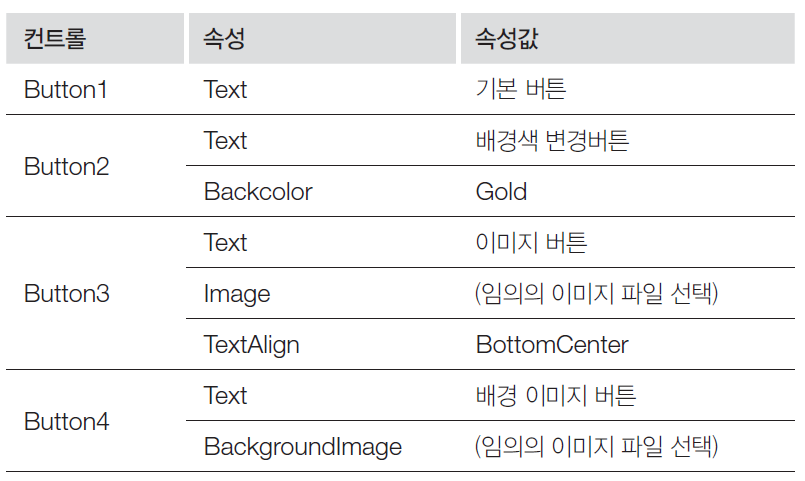 컨트롤 속성 속성값
Button1 Text 기본 버튼
Button2 Text 배경색 변경버튼
Backcolor Gold
Button3 Text 이미지 버튼
Image (임의의 이미지 파일 선택)
TextAlign BottomCenter
Button4 Text 배경 이미지 버튼
BackgroundImage (임의의 이미지 파일 선택)